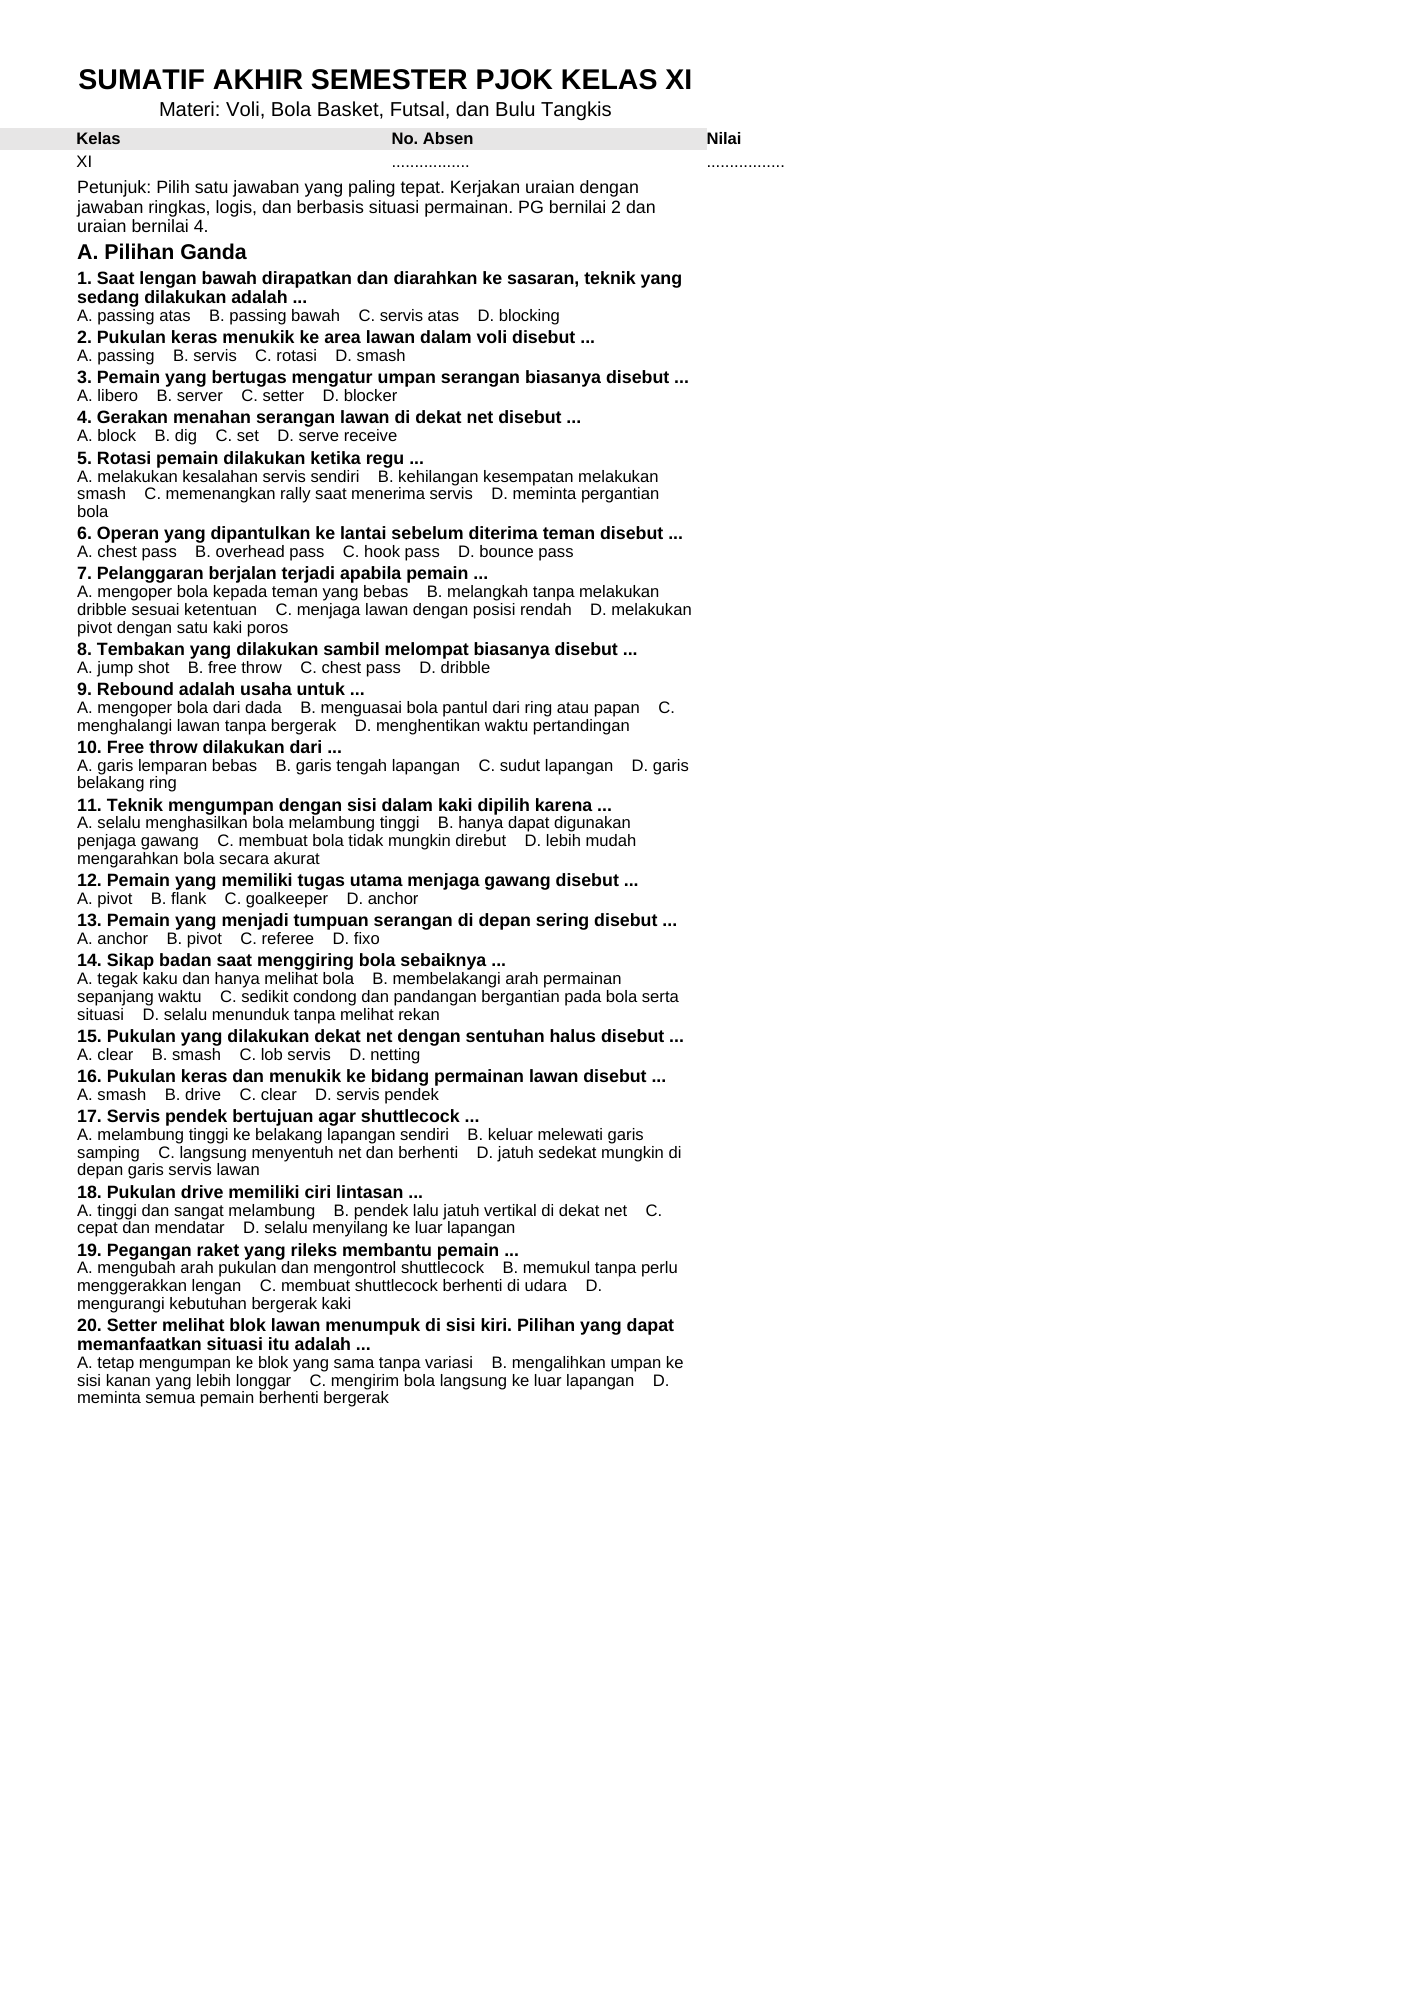 SUMATIF AKHIR SEMESTER PJOK KELAS XI
Materi: Voli, Bola Basket, Futsal, dan Bulu Tangkis
Kelas No. Absen Nilai
XI ................. .................
Petunjuk: Pilih satu jawaban yang paling tepat. Kerjakan uraian dengan
jawaban ringkas, logis, dan berbasis situasi permainan. PG bernilai 2 dan
uraian bernilai 4.
A. Pilihan Ganda
1. Saat lengan bawah dirapatkan dan diarahkan ke sasaran, teknik yang
sedang dilakukan adalah ...
A. passing atas B. passing bawah C. servis atas D. blocking
2. Pukulan keras menukik ke area lawan dalam voli disebut ...
A. passing B. servis C. rotasi D. smash
3. Pemain yang bertugas mengatur umpan serangan biasanya disebut ...
A. libero B. server C. setter D. blocker
4. Gerakan menahan serangan lawan di dekat net disebut ...
A. block B. dig C. set D. serve receive
5. Rotasi pemain dilakukan ketika regu ...
A. melakukan kesalahan servis sendiri B. kehilangan kesempatan melakukan
smash C. memenangkan rally saat menerima servis D. meminta pergantian
bola
6. Operan yang dipantulkan ke lantai sebelum diterima teman disebut ...
A. chest pass B. overhead pass C. hook pass D. bounce pass
7. Pelanggaran berjalan terjadi apabila pemain ...
A. mengoper bola kepada teman yang bebas B. melangkah tanpa melakukan
dribble sesuai ketentuan C. menjaga lawan dengan posisi rendah D. melakukan
pivot dengan satu kaki poros
8. Tembakan yang dilakukan sambil melompat biasanya disebut ...
A. jump shot B. free throw C. chest pass D. dribble
9. Rebound adalah usaha untuk ...
A. mengoper bola dari dada B. menguasai bola pantul dari ring atau papan C.
menghalangi lawan tanpa bergerak D. menghentikan waktu pertandingan
10. Free throw dilakukan dari ...
A. garis lemparan bebas B. garis tengah lapangan C. sudut lapangan D. garis
belakang ring
11. Teknik mengumpan dengan sisi dalam kaki dipilih karena ...
A. selalu menghasilkan bola melambung tinggi B. hanya dapat digunakan
penjaga gawang C. membuat bola tidak mungkin direbut D. lebih mudah
mengarahkan bola secara akurat
12. Pemain yang memiliki tugas utama menjaga gawang disebut ...
A. pivot B. flank C. goalkeeper D. anchor
13. Pemain yang menjadi tumpuan serangan di depan sering disebut ...
A. anchor B. pivot C. referee D. fixo
14. Sikap badan saat menggiring bola sebaiknya ...
A. tegak kaku dan hanya melihat bola B. membelakangi arah permainan
sepanjang waktu C. sedikit condong dan pandangan bergantian pada bola serta
situasi D. selalu menunduk tanpa melihat rekan
15. Pukulan yang dilakukan dekat net dengan sentuhan halus disebut ...
A. clear B. smash C. lob servis D. netting
16. Pukulan keras dan menukik ke bidang permainan lawan disebut ...
A. smash B. drive C. clear D. servis pendek
17. Servis pendek bertujuan agar shuttlecock ...
A. melambung tinggi ke belakang lapangan sendiri B. keluar melewati garis
samping C. langsung menyentuh net dan berhenti D. jatuh sedekat mungkin di
depan garis servis lawan
18. Pukulan drive memiliki ciri lintasan ...
A. tinggi dan sangat melambung B. pendek lalu jatuh vertikal di dekat net C.
cepat dan mendatar D. selalu menyilang ke luar lapangan
19. Pegangan raket yang rileks membantu pemain ...
A. mengubah arah pukulan dan mengontrol shuttlecock B. memukul tanpa perlu
menggerakkan lengan C. membuat shuttlecock berhenti di udara D.
mengurangi kebutuhan bergerak kaki
20. Setter melihat blok lawan menumpuk di sisi kiri. Pilihan yang dapat
memanfaatkan situasi itu adalah ...
A. tetap mengumpan ke blok yang sama tanpa variasi B. mengalihkan umpan ke
sisi kanan yang lebih longgar C. mengirim bola langsung ke luar lapangan D.
meminta semua pemain berhenti bergerak